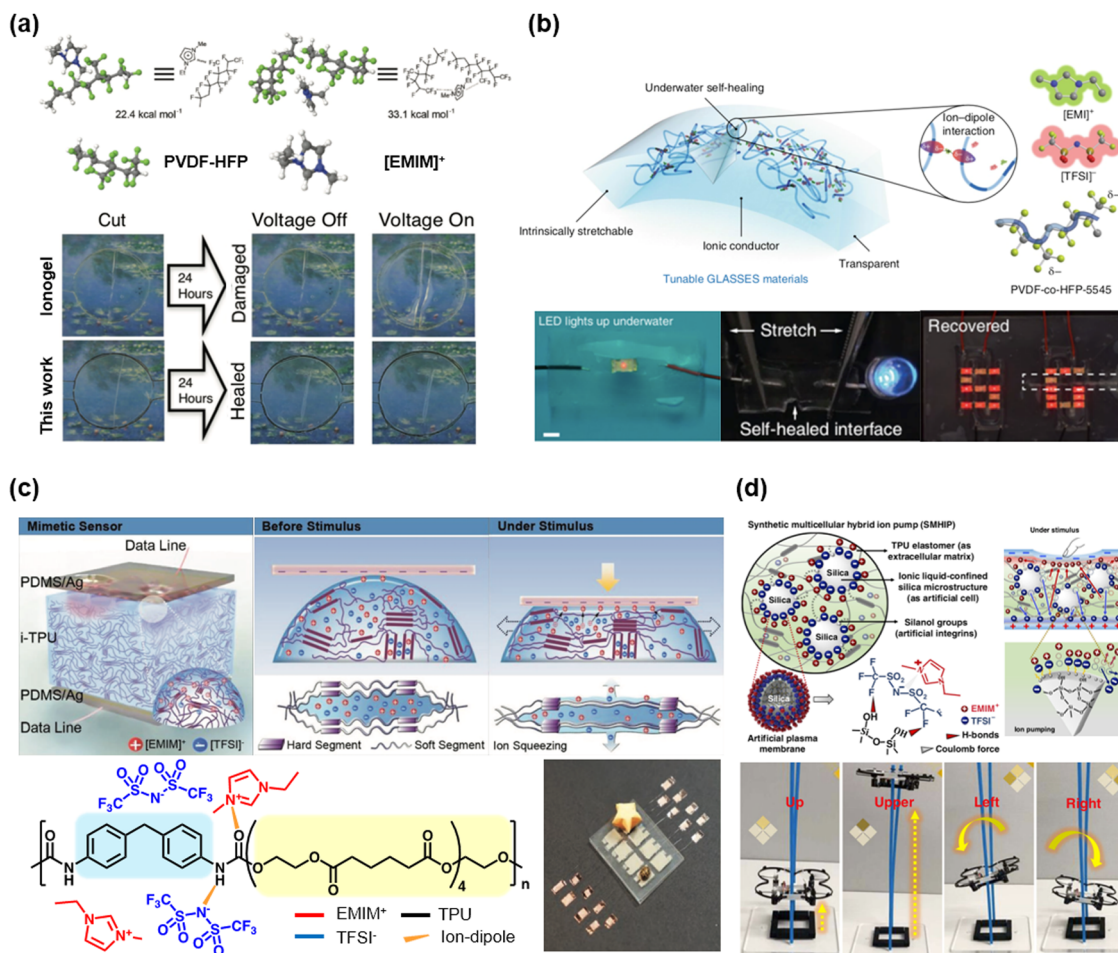 (a)
22.4 kcal mol⁻¹
33.1 kcal mol⁻¹
PVDF-HFP
[EMIM]⁺
Cut
Voltage Off
Voltage On
Ionogel
24
Hours
Damaged
This work
24
Hours
Healed
(b)
Underwater self-healing
Ion–dipole
interaction
[EMI]⁺
[TFSI]⁻
δ−
δ−
PVDF-co-HFP-5545
Intrinsically stretchable
Ionic conductor
Transparent
Tunable GLASSES materials
LED lights up underwater
Stretch
Self-healed interface
Recovered
(c)
Mimetic Sensor
Before Stimulus
Under Stimulus
Data Line
PDMS/Ag
i-TPU
PDMS/Ag
Data Line
[EMIM]⁺
[TFSI]⁻
Hard Segment
Soft Segment
Ion Squeezing
EMIM⁺
TPU
TFSI⁻
Ion-dipole
(d)
Synthetic multicellular hybrid ion pump (SMHIP)
TPU elastomer (as
extracellular matrix)
Ionic liquid-confined
silica microstructure
(as artificial cell)
Silanol groups
(artificial integrins)
Silica
Silica
Silica
Silica
Artificial plasma
membrane
EMIM⁺
TFSI⁻
H-bonds
Coulomb force
Under stimulus
Ion pumping
Up
Upper
Left
Right